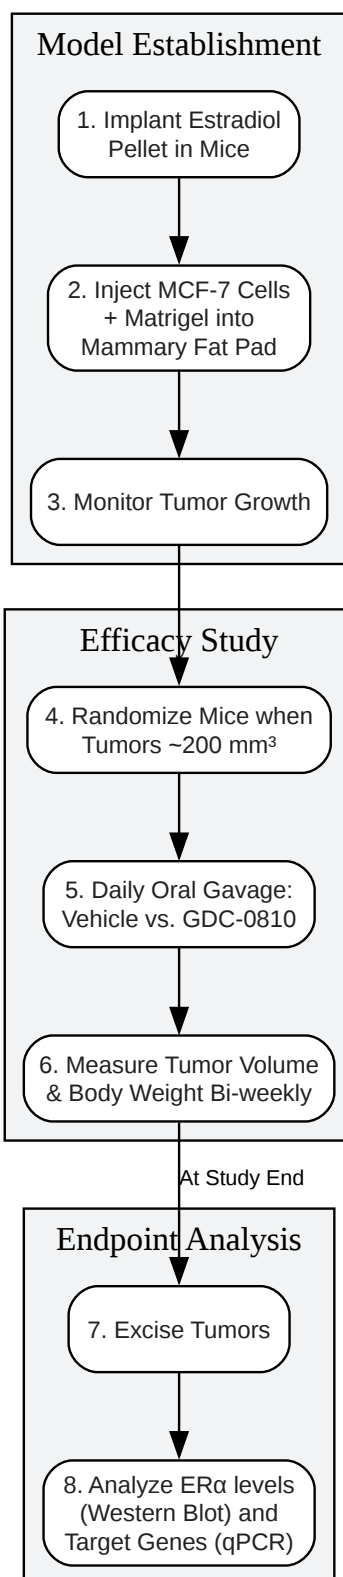 Model Establishment
1. Implant Estradiol
Pellet in Mice
2. Inject MCF-7 Cells
+ Matrigel into
Mammary Fat Pad
3. Monitor Tumor Growth
Efficacy Study
4. Randomize Mice when
Tumors ~200 mm³
5. Daily Oral Gavage:
Vehicle vs. GDC-0810
6. Measure Tumor Volume
& Body Weight Bi-weekly
At Study End
Endpoint Analysis
7. Excise Tumors
8. Analyze ERα levels
(Western Blot) and
Target Genes (qPCR)